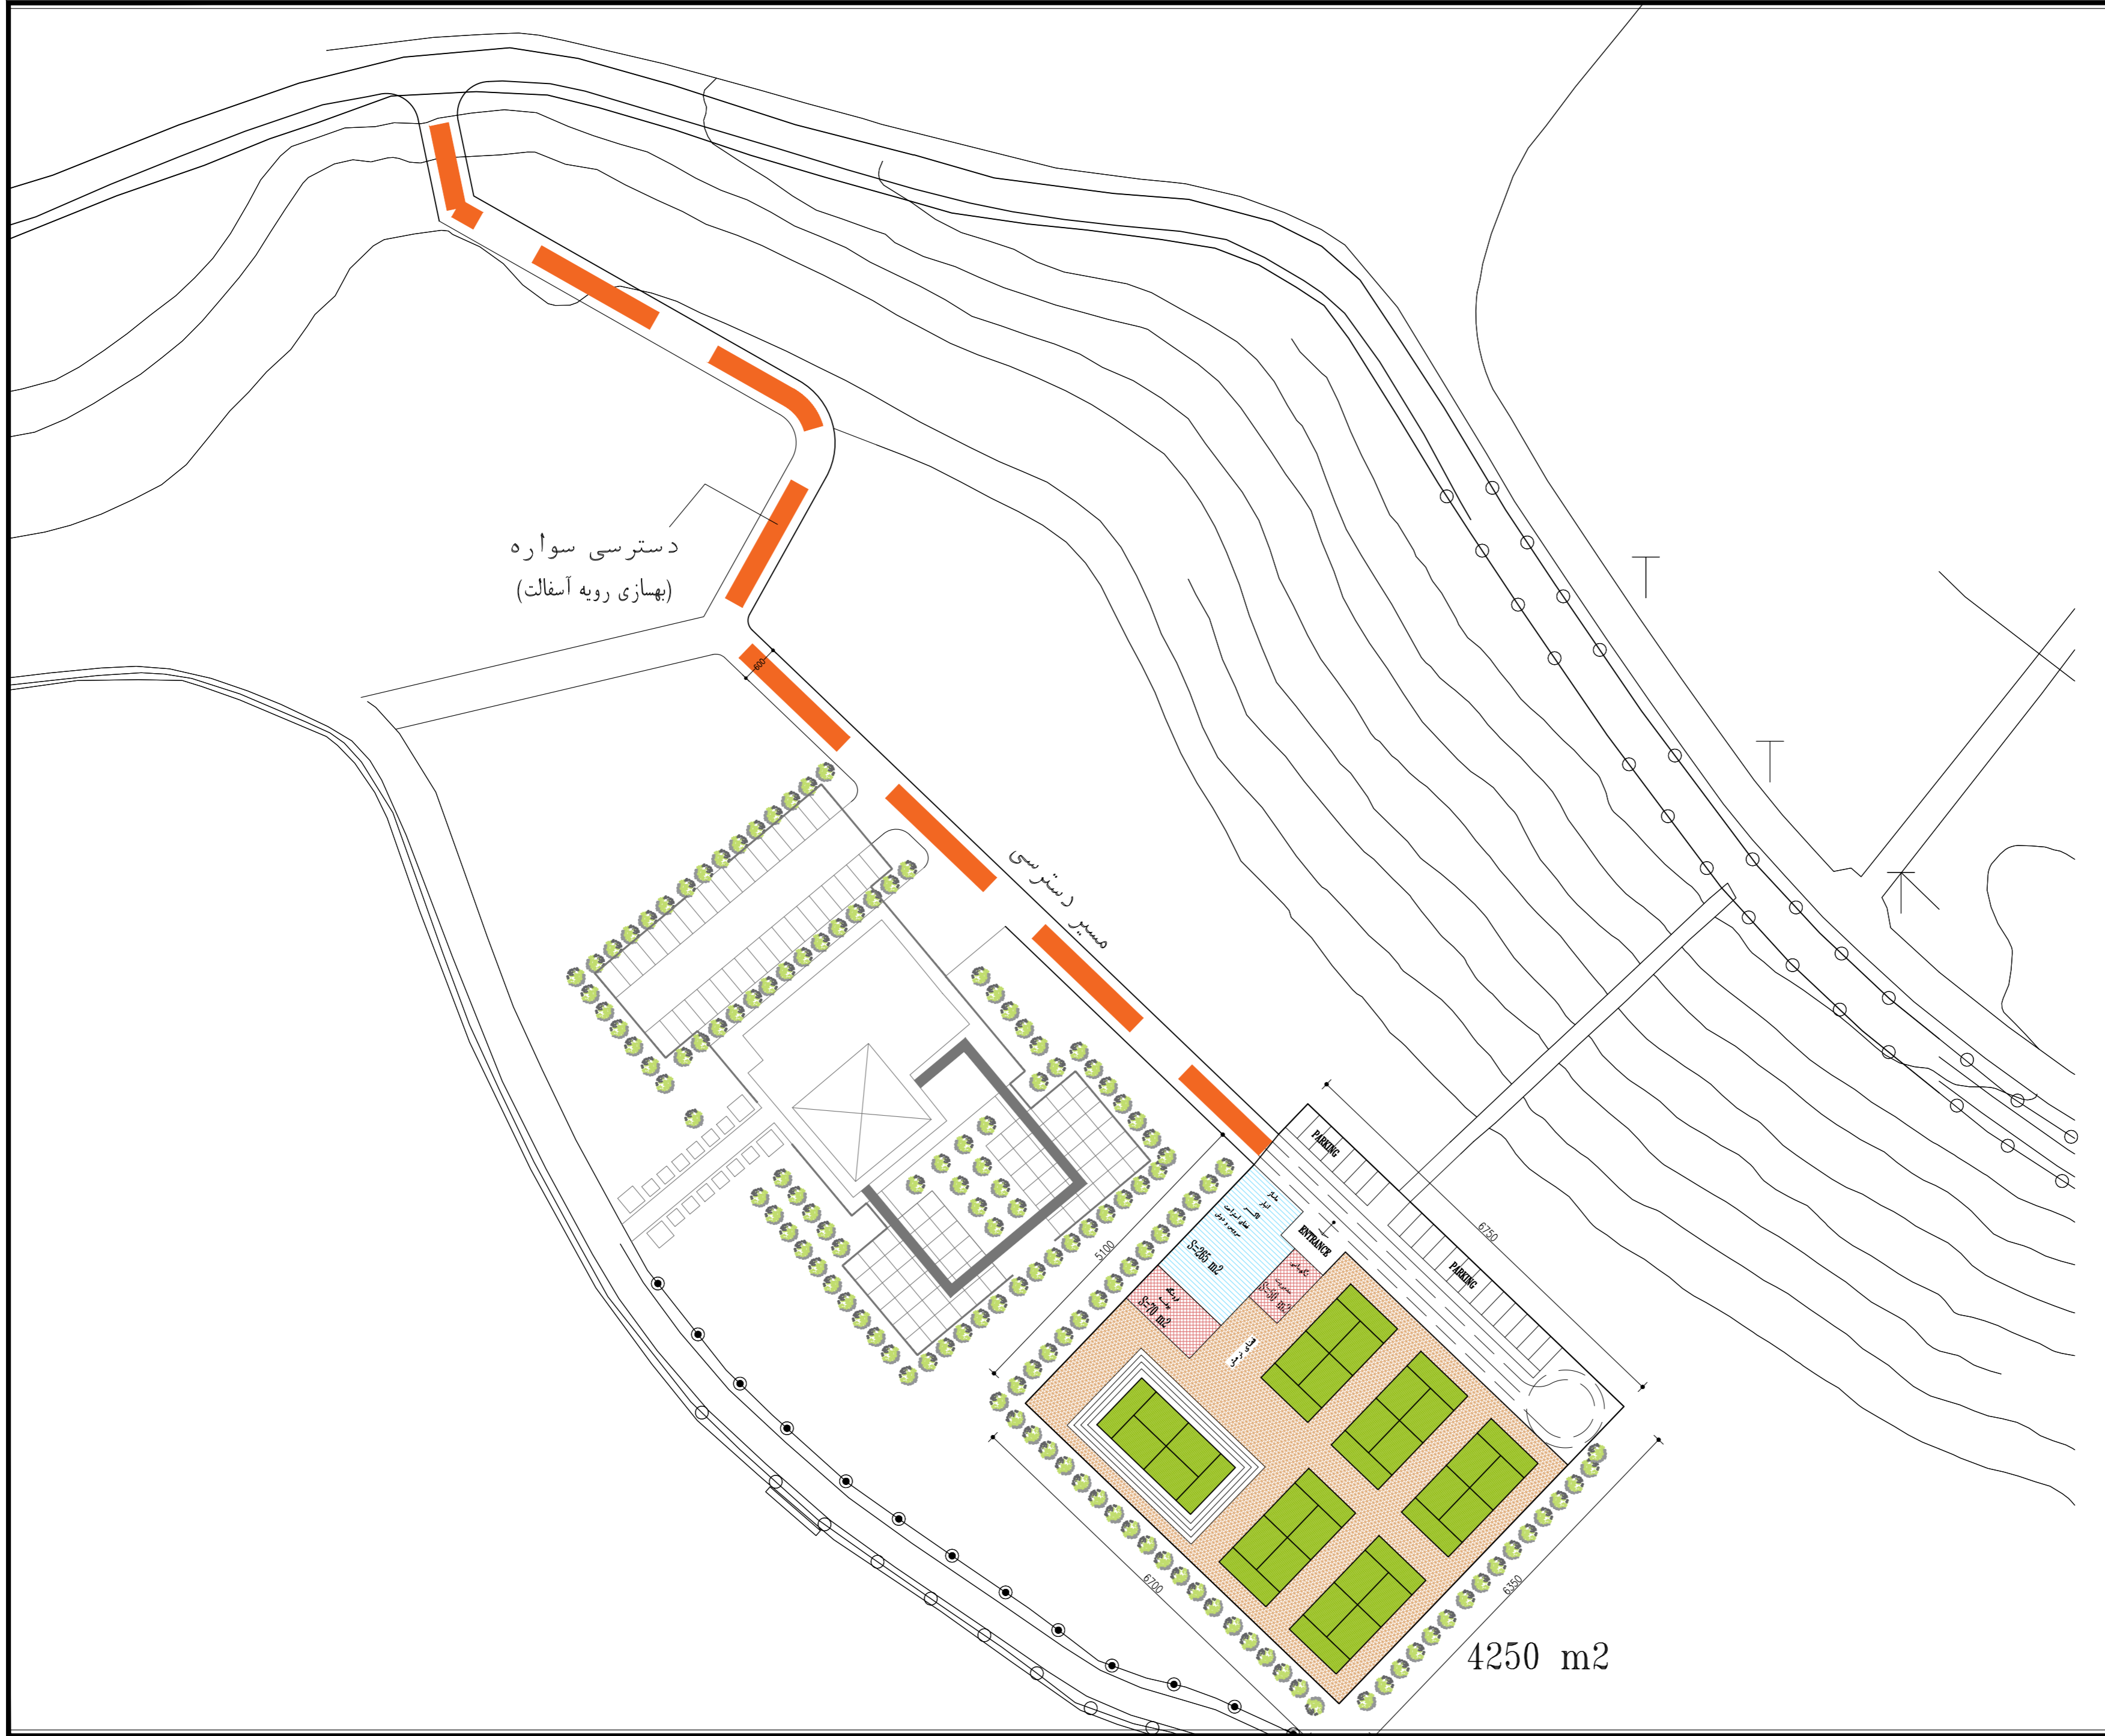 دسترسی سواره
(بهسازی رویه آسفالت)
600
مسیر دسترسی
PARKING
6750
PARKING
ENTRANCE
5100
S=265 m2
S=50 m2
S=70 m2
6700
6350
4250 m2